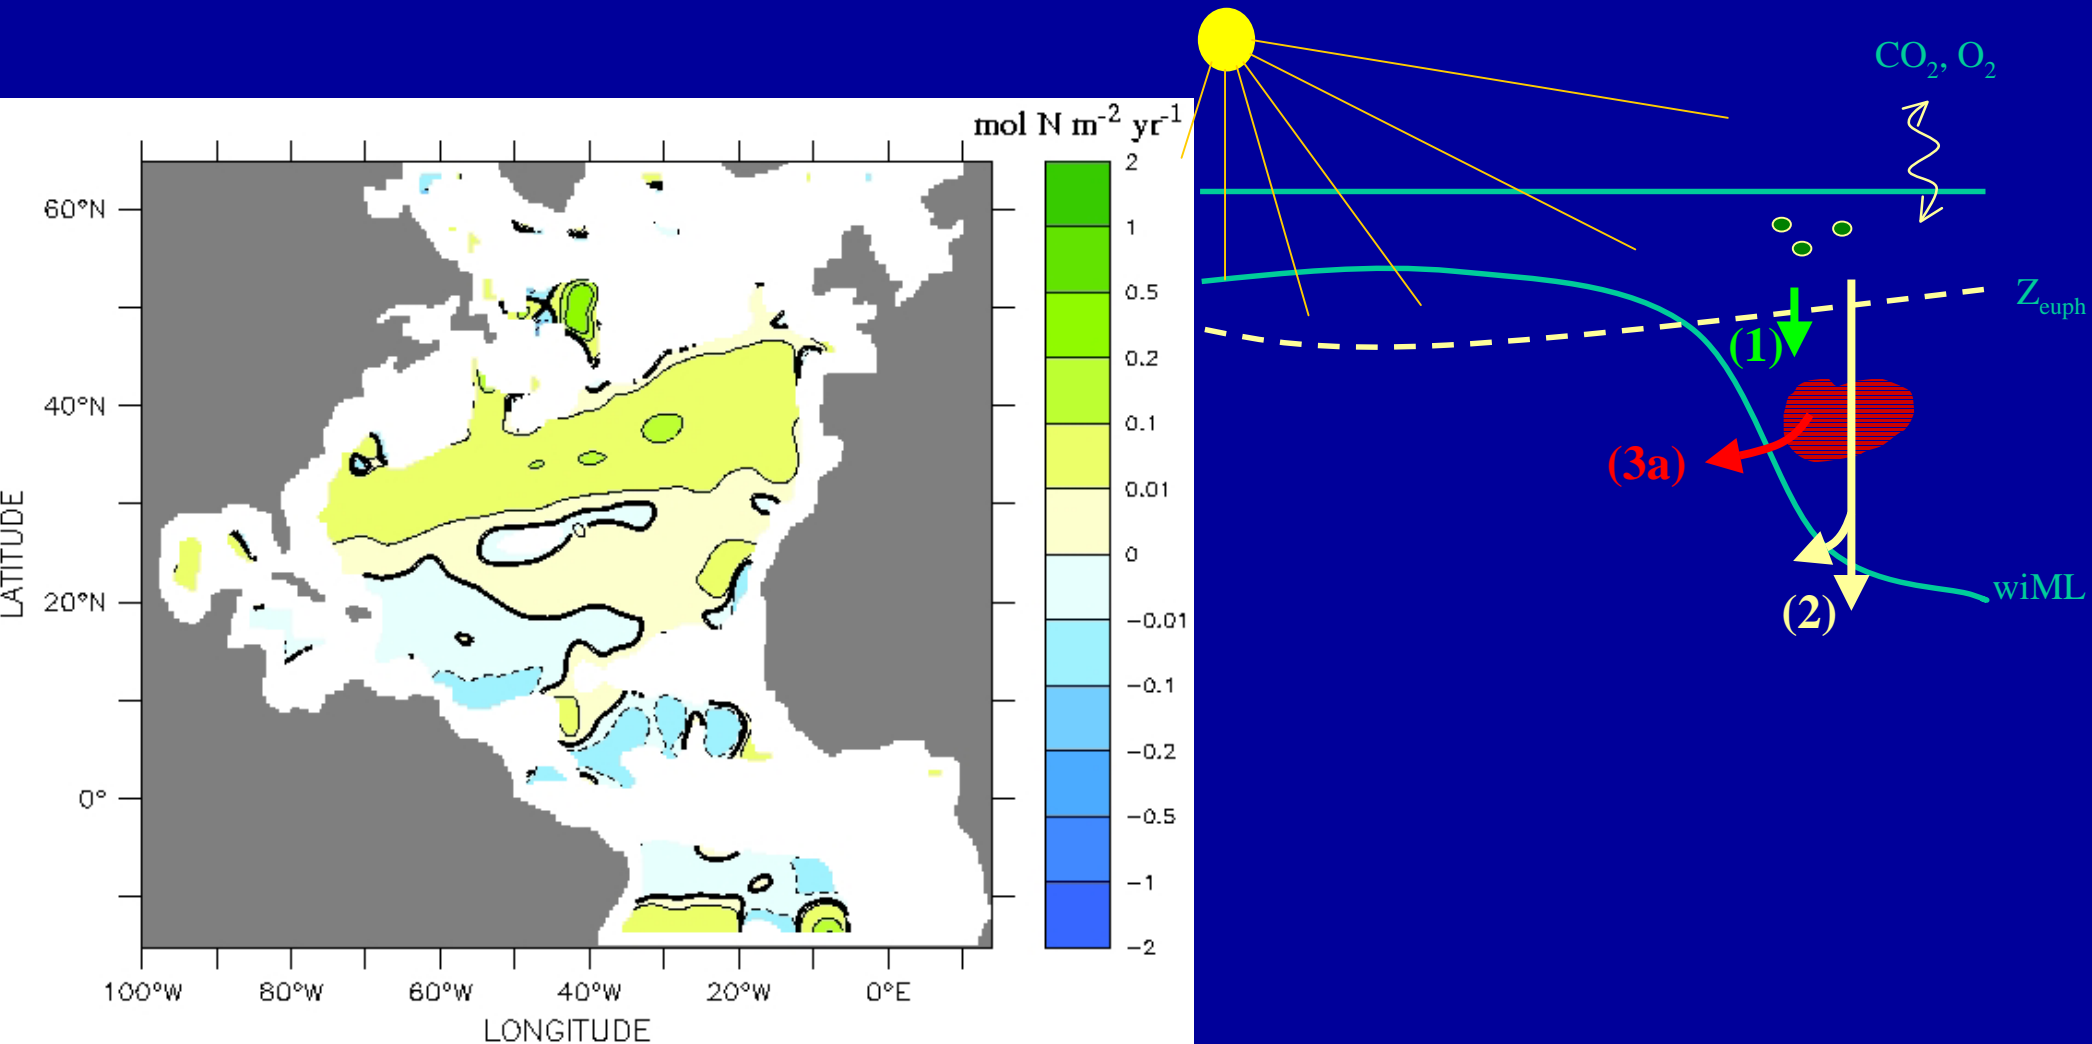 mol N m⁻² yr⁻¹
2
1
0.5
0.2
0.1
0.01
0
−0.01
−0.1
−0.2
−0.5
−1
−2
60°N
40°N
20°N
0°
LATITUDE
100°W 80°W 60°W 40°W 20°W 0°E
LONGITUDE
CO₂, O₂
Zeuph
(1)
(3a)
wiML
(2)